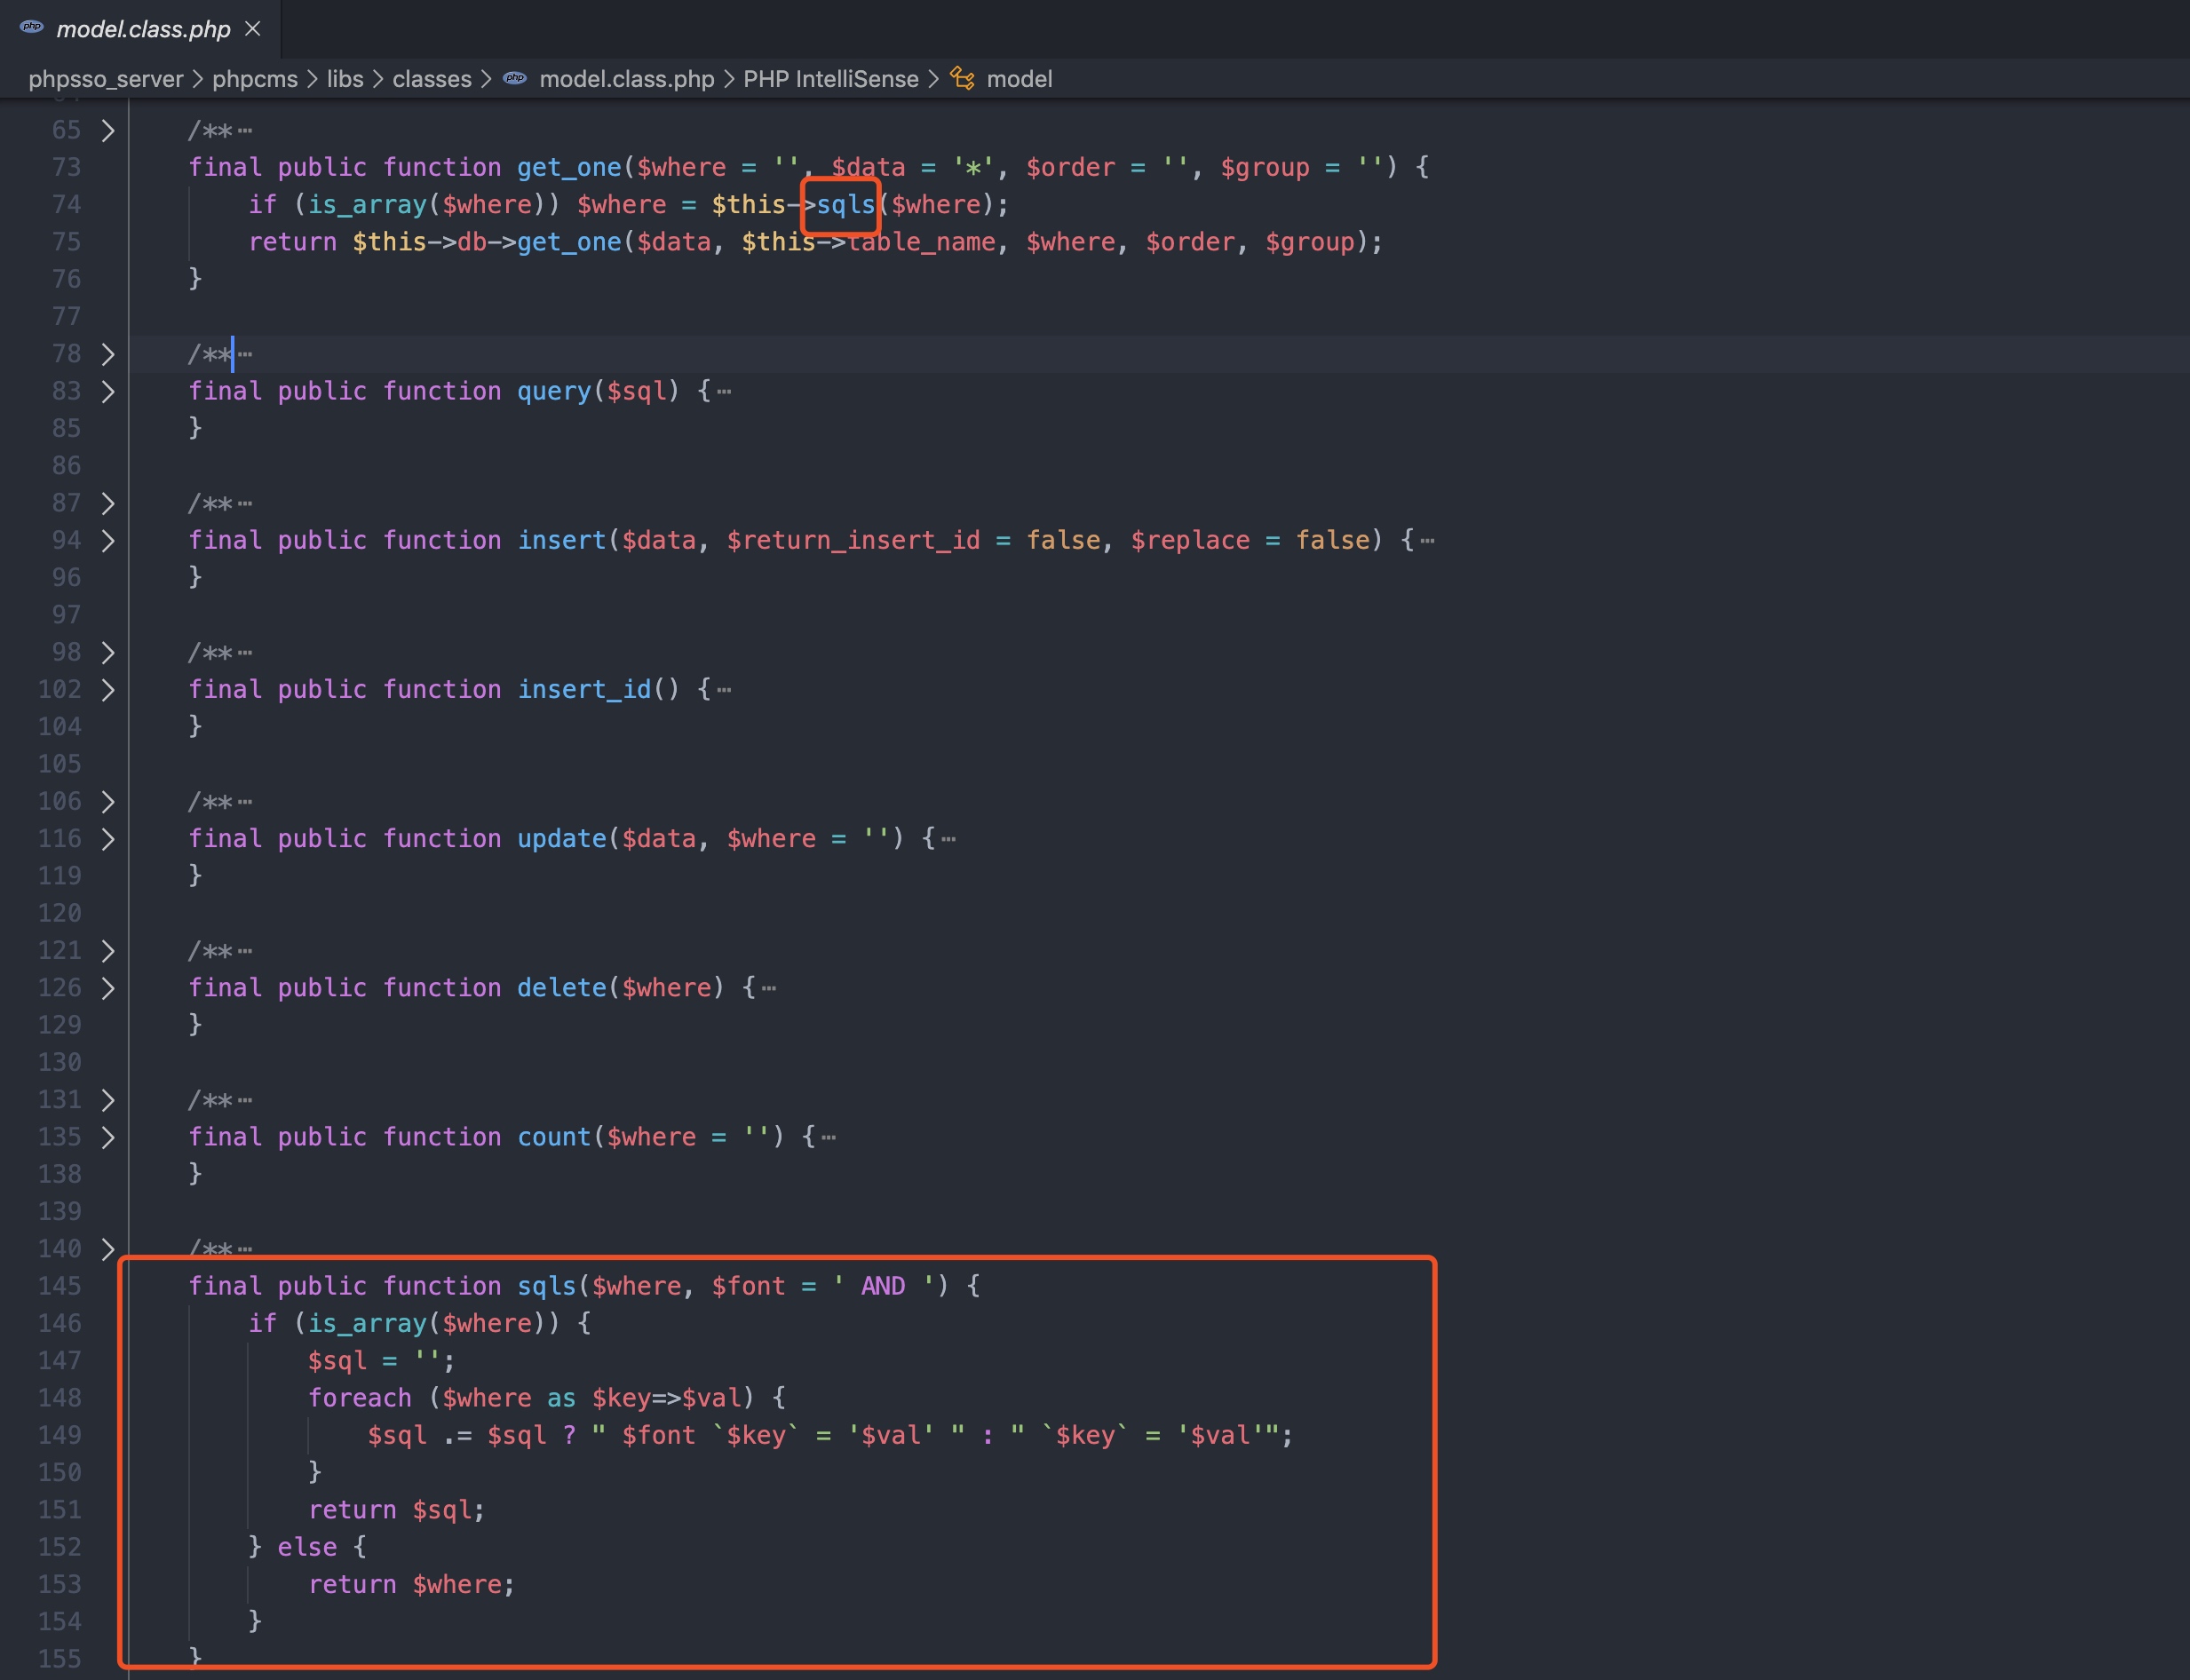 php model.class.php ×
phpsso_server > phpcms > libs > classes > php model.class.php > PHP IntelliSense > model
65 > /** ⋯
73 final public function get_one($where = '', $data = '*', $order = '', $group = '') {
74 if (is_array($where)) $where = $this->sqls($where);
75 return $this->db->get_one($data, $this->table_name, $where, $order, $group);
76 }
77
78 > /** ⋯
83 > final public function query($sql) { ⋯
85 }
86
87 > /** ⋯
94 > final public function insert($data, $return_insert_id = false, $replace = false) { ⋯
96 }
97
98 > /** ⋯
102 > final public function insert_id() { ⋯
104 }
105
106 > /** ⋯
116 > final public function update($data, $where = '') { ⋯
119 }
120
121 > /** ⋯
126 > final public function delete($where) { ⋯
129 }
130
131 > /** ⋯
135 > final public function count($where = '') { ⋯
138 }
139
140 > /** ⋯
145 final public function sqls($where, $font = ' AND ') {
146 if (is_array($where)) {
147 $sql = '';
148 foreach ($where as $key=>$val) {
149 $sql .= $sql ? " $font `$key` = '$val' " : " `$key` = '$val'";
150 }
151 return $sql;
152 } else {
153 return $where;
154 }
155 }